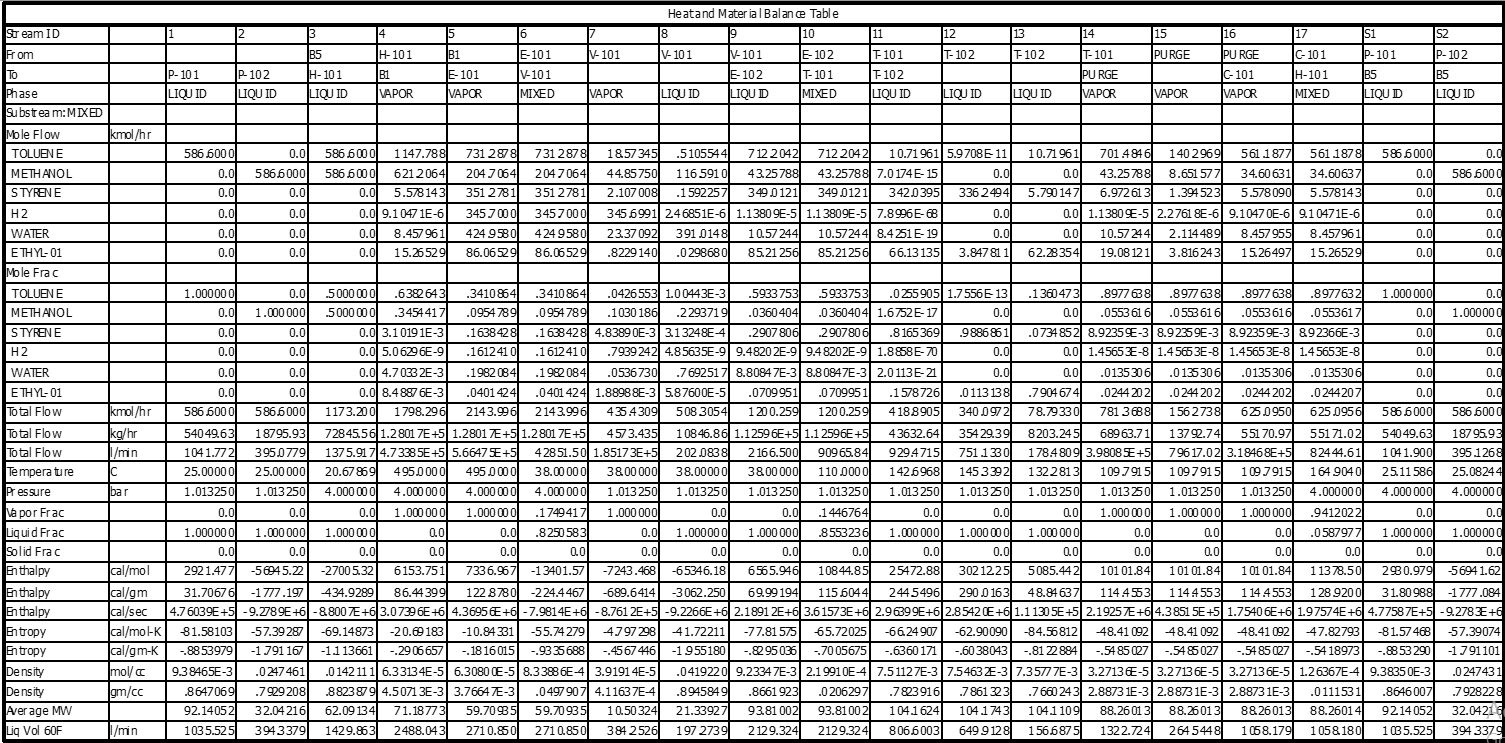 Heat and Material Balance Table
Stream ID 1 2 3 4 5 6 7 8 9 10 11 12 13 14 15 16 17 S1 S2
From B5 H-101 B1 E-101 V-101 V-101 V-101 E-102 T-101 T-102 T-102 T-101 PURGE PURGE C-101 P-101 P-102
To P-101 P-102 H-101 B1 E-101 V-101 E-102 T-101 T-102 PURGE C-101 H-101 B5 B5
Phase LIQUID LIQUID LIQUID VAPOR VAPOR MIXED VAPOR LIQUID LIQUID MIXED LIQUID LIQUID LIQUID VAPOR VAPOR VAPOR MIXED LIQUID LIQUID
Substream: MIXED
Mole Flow kmol/hr
TOLUENE 586.6000 0.0 586.6000 1147.788 731.2878 731.2878 18.57345 .5105544 712.2042 712.2042 10.71961 5.9708E-11 10.71961 701.4846 140.2969 561.1877 561.1878 586.6000 0.0
METHANOL 0.0 586.6000 586.6000 621.2064 204.7064 204.7064 44.85750 116.5910 43.25788 43.25788 7.0174E-15 0.0 0.0 43.25788 8.651577 34.60631 34.60637 0.0 586.6000
STYRENE 0.0 0.0 0.0 5.578143 351.2781 351.2781 2.107008 .1592257 349.0121 349.0121 342.0395 336.2494 5.790147 6.972613 1.394523 5.578090 5.578143 0.0 0.0
H2 0.0 0.0 0.0 9.10471E-6 345.7000 345.7000 345.6991 2.46851E-6 1.13809E-5 1.13809E-5 7.8996E-68 0.0 0.0 1.13809E-5 2.27618E-6 9.10470E-6 9.10471E-6 0.0 0.0
WATER 0.0 0.0 0.0 8.457961 424.9580 424.9580 23.37092 391.0148 10.57244 10.57244 8.4251E-19 0.0 0.0 10.57244 2.114489 8.457955 8.457961 0.0 0.0
ETHYL-01 0.0 0.0 0.0 15.26529 86.06529 86.06529 .8229140 .0298680 85.21256 85.21256 66.13135 3.847811 62.28354 19.08121 3.816243 15.26497 15.26529 0.0 0.0
Mole Frac
TOLUENE 1.000000 0.0 .5000000 .6382643 .3410864 .3410864 .0426553 1.00443E-3 .5933753 .5933753 .0255905 1.7556E-13 .1360473 .8977638 .8977638 .8977638 .8977632 1.000000 0.0
METHANOL 0.0 1.000000 .5000000 .3454417 .0954789 .0954789 .1030186 .2293719 .0360404 .0360404 1.6752E-17 0.0 0.0 .0553616 .0553616 .0553616 .0553617 0.0 1.000000
STYRENE 0.0 0.0 0.0 3.10191E-3 .1638428 .1638428 4.83890E-3 3.13248E-4 .2907806 .2907806 .8165369 .9886861 .0734852 8.92359E-3 8.92359E-3 8.92359E-3 8.92366E-3 0.0 0.0
H2 0.0 0.0 0.0 5.06296E-9 .1612410 .1612410 .7939242 4.85635E-9 9.48202E-9 9.48202E-9 1.8858E-70 0.0 0.0 1.45653E-8 1.45653E-8 1.45653E-8 1.45653E-8 0.0 0.0
WATER 0.0 0.0 0.0 4.70332E-3 .1982084 .1982084 .0536730 .7692517 8.80847E-3 8.80847E-3 2.0113E-21 0.0 0.0 .0135306 .0135306 .0135306 .0135306 0.0 0.0
ETHYL-01 0.0 0.0 0.0 8.48876E-3 .0401424 .0401424 1.88988E-3 5.87600E-5 .0709951 .0709951 .1578726 .0113138 .7904674 .0244202 .0244202 .0244202 .0244207 0.0 0.0
Total Flow kmol/hr 586.6000 586.6000 1173.200 1798.296 2143.996 2143.996 435.4309 508.3054 1200.259 1200.259 418.8905 340.0972 78.79330 781.3688 156.2738 625.0950 625.0956 586.6000 586.6000
Total Flow kg/hr 54049.63 18795.93 72845.56 1.28017E+5 1.28017E+5 1.28017E+5 4573.435 10846.86 1.12596E+5 1.12596E+5 43632.64 35429.39 8203.245 68963.71 13792.74 55170.97 55171.02 54049.63 18795.93
Total Flow l/min 1041.772 395.0779 1375.917 4.73385E+5 5.66475E+5 42851.50 1.85173E+5 202.0838 2166.500 90965.84 929.4715 751.1330 178.4809 3.98085E+5 79617.02 3.18468E+5 82444.61 1041.900 395.1268
Temperature C 25.00000 25.00000 20.67869 495.0000 495.0000 38.00000 38.00000 38.00000 38.00000 110.0000 142.6968 145.3392 132.2813 109.7915 109.7915 109.7915 164.9040 25.11586 25.08244
Pressure bar 1.013250 1.013250 4.000000 4.000000 4.000000 4.000000 1.013250 1.013250 1.013250 1.013250 1.013250 1.013250 1.013250 1.013250 1.013250 1.013250 4.000000 4.000000 4.000000
Vapor Frac 0.0 0.0 0.0 1.000000 1.000000 .1749417 1.000000 0.0 0.0 .1446764 0.0 0.0 0.0 1.000000 1.000000 1.000000 .9412022 0.0 0.0
Liquid Frac 1.000000 1.000000 1.000000 0.0 0.0 .8250583 0.0 1.000000 1.000000 .8553236 1.000000 1.000000 1.000000 0.0 0.0 0.0 .0587977 1.000000 1.000000
Solid Frac 0.0 0.0 0.0 0.0 0.0 0.0 0.0 0.0 0.0 0.0 0.0 0.0 0.0 0.0 0.0 0.0 0.0 0.0 0.0
Enthalpy cal/mol 2921.477 -56945.22 -27005.32 6153.751 7336.967 -13401.57 -7243.468 -65346.18 6565.946 10844.85 25472.88 30212.25 5085.442 10101.84 10101.84 10101.84 11378.50 2930.979 -56941.62
Enthalpy cal/gm 31.70676 -1777.197 -434.9289 86.44399 122.8780 -224.4467 -689.6414 -3062.250 69.99194 115.6044 244.5496 290.0163 48.84637 114.4553 114.4553 114.4553 128.9200 31.80988 -1777.084
Enthalpy cal/sec 4.76039E+5 -9.2789E+6 -8.8007E+6 3.07396E+6 4.36956E+6 -7.9814E+6 -8.7612E+5 -9.2266E+6 2.18912E+6 3.61573E+6 2.96399E+6 2.85420E+6 1.11305E+5 2.19257E+6 4.38515E+5 1.75406E+6 1.97574E+6 4.77587E+5 -9.2783E+6
Entropy cal/mol-K -81.58103 -57.39287 -69.14873 -20.69183 -10.84331 -55.74279 -4.797298 -41.72211 -77.81575 -65.72025 -66.24907 -62.90090 -84.56812 -48.41092 -48.41092 -48.41092 -47.82793 -81.57468 -57.39074
Entropy cal/gm-K -.8853979 -1.791167 -1.113661 -.2906657 -.1816015 -.9335688 -.4567446 -1.955180 -.8295036 -.7005675 -.6360171 -.6038043 -.8122884 -.5485027 -.5485027 -.5485027 -.5418973 -.8853290 -1.791101
Density mol/cc 9.38465E-3 .0247461 .0142111 6.33134E-5 6.30800E-5 8.33886E-4 3.91914E-5 .0419220 9.23347E-3 2.19910E-4 7.51127E-3 7.54632E-3 7.35777E-3 3.27136E-5 3.27136E-5 3.27136E-5 1.26367E-4 9.38350E-3 .0247431
Density gm/cc .8647069 .7929208 .8823879 4.50713E-3 3.76647E-3 .0497907 4.11637E-4 .8945849 .8661923 .0206297 .7823916 .7861323 .7660243 2.88731E-3 2.88731E-3 2.88731E-3 .0111531 .8646007 .7928228
Average MW 92.14052 32.04216 62.09134 71.18773 59.70935 59.70935 10.50324 21.33927 93.81002 93.81002 104.1624 104.1743 104.1109 88.26013 88.26013 88.26013 88.26014 92.14052 32.04216
Liq Vol 60F l/min 1035.525 394.3379 1429.863 2488.043 2710.850 2710.850 384.2526 197.2739 2129.324 2129.324 806.6003 649.9128 156.6875 1322.724 264.5448 1058.179 1058.180 1035.525 394.3379